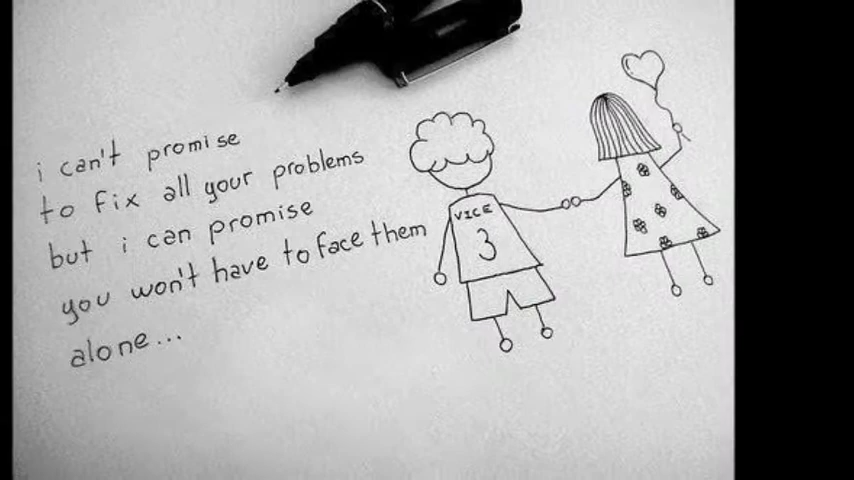 i can't promise
to fix all your problems
but i can promise
you won't have to face them
alone...
VICE
3